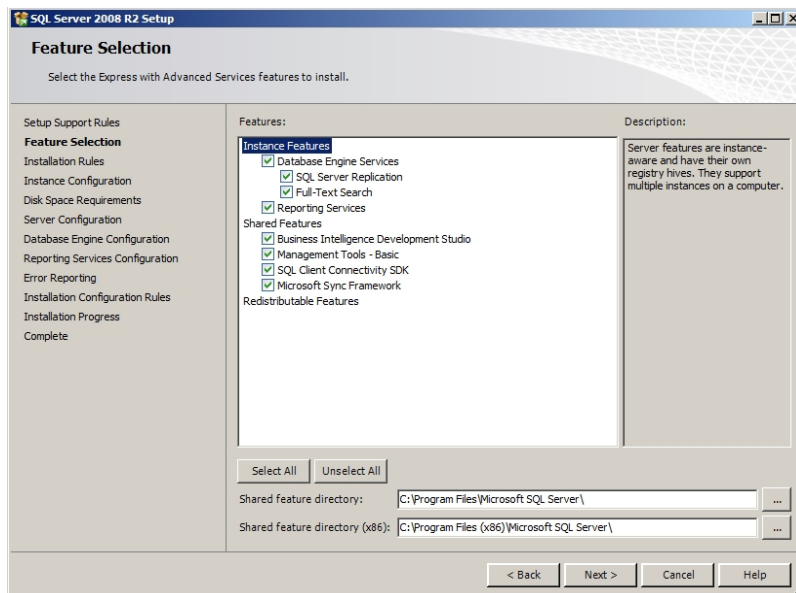 SQL Server 2008 R2 Setup
Feature Selection
Select the Express with Advanced Services features to install.
Setup Support Rules
Feature Selection
Installation Rules
Instance Configuration
Disk Space Requirements
Server Configuration
Database Engine Configuration
Reporting Services Configuration
Error Reporting
Installation Configuration Rules
Installation Progress
Complete
Features:
Instance Features
Database Engine Services
SQL Server Replication
Full-Text Search
Reporting Services
Shared Features
Business Intelligence Development Studio
Management Tools - Basic
SQL Client Connectivity SDK
Microsoft Sync Framework
Redistributable Features
Description:
Server features are instance-
aware and have their own
registry hives. They support
multiple instances on a computer.
Select All
Unselect All
Shared feature directory:
C:\Program Files\Microsoft SQL Server\
...
Shared feature directory (x86):
C:\Program Files (x86)\Microsoft SQL Server\
...
< Back
Next >
Cancel
Help